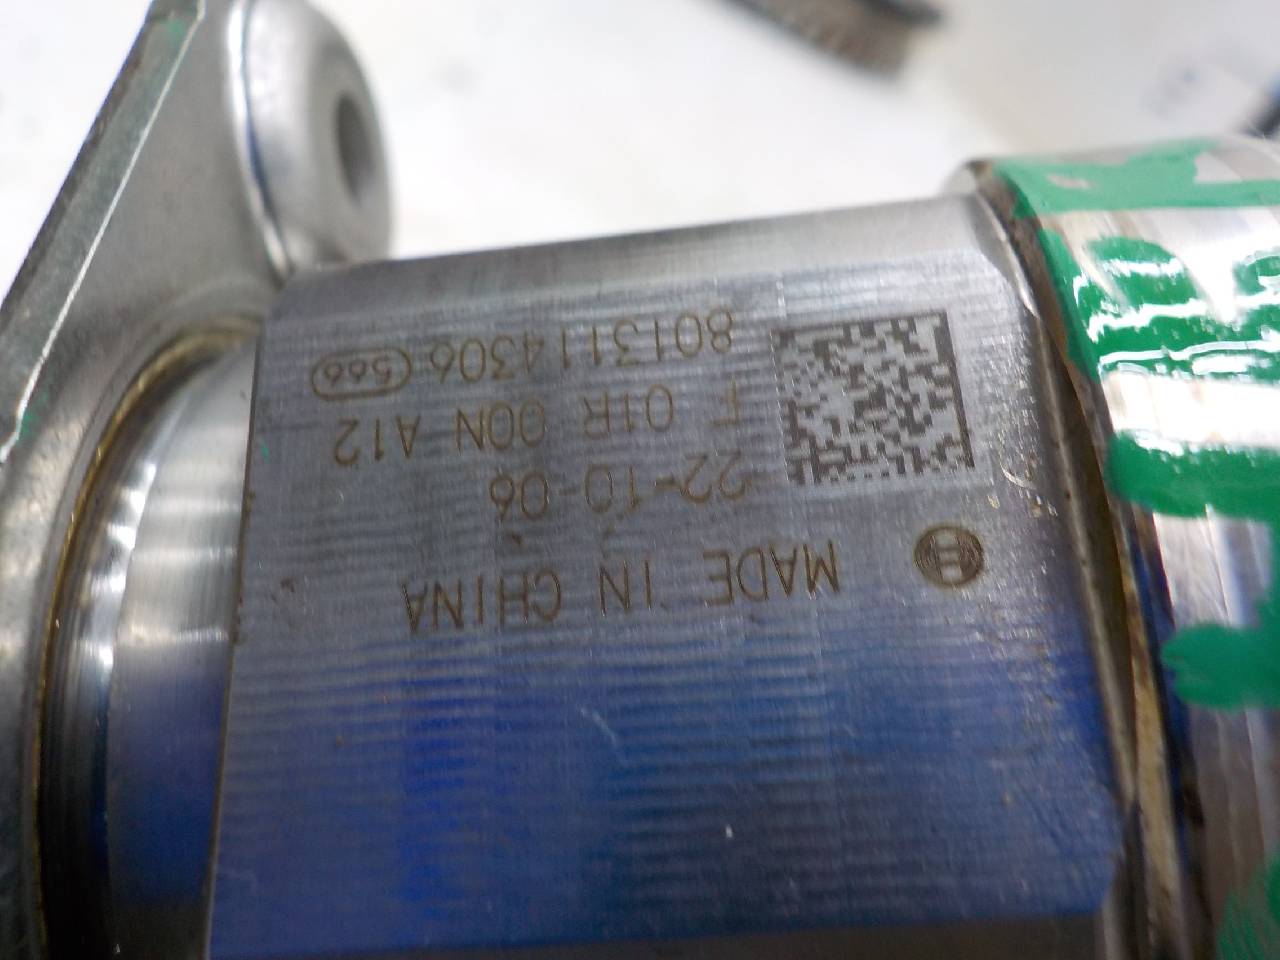 MADE IN CHINA
22-10-06
F 01R 00N A12
8013114306 566